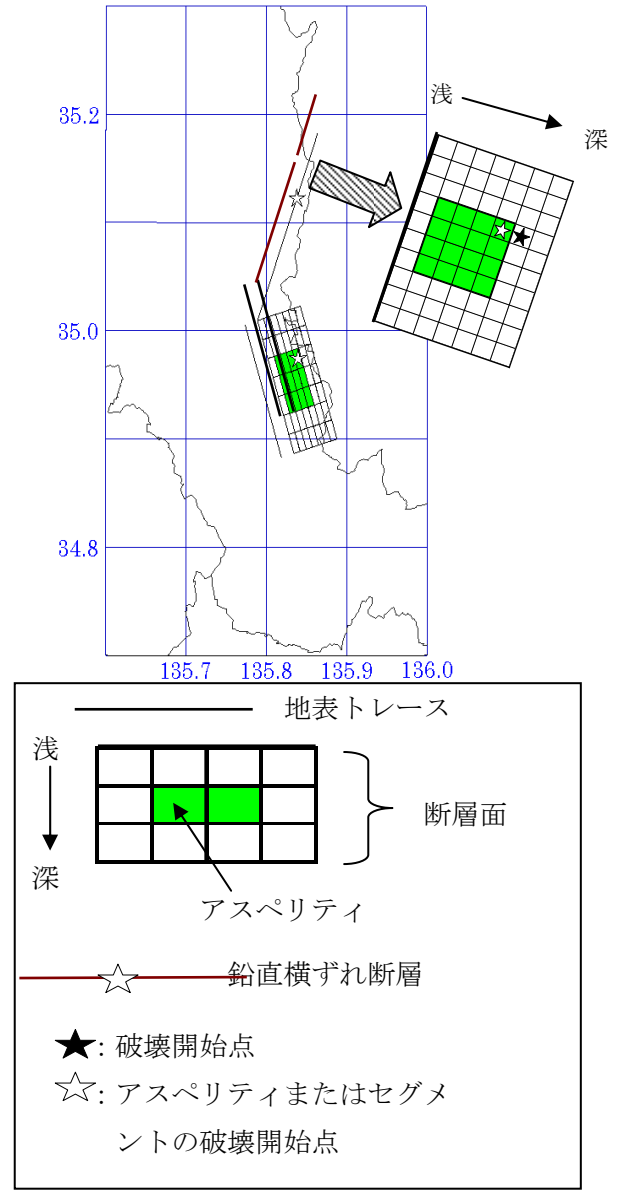 浅
深
35.2
35.0
34.8
135.7 135.8 135.9 136.0
地表トレース
浅
深
断層面
アスペリティ
鉛直横ずれ断層
★: 破壊開始点
☆: アスペリティまたはセグメ
ントの破壊開始点